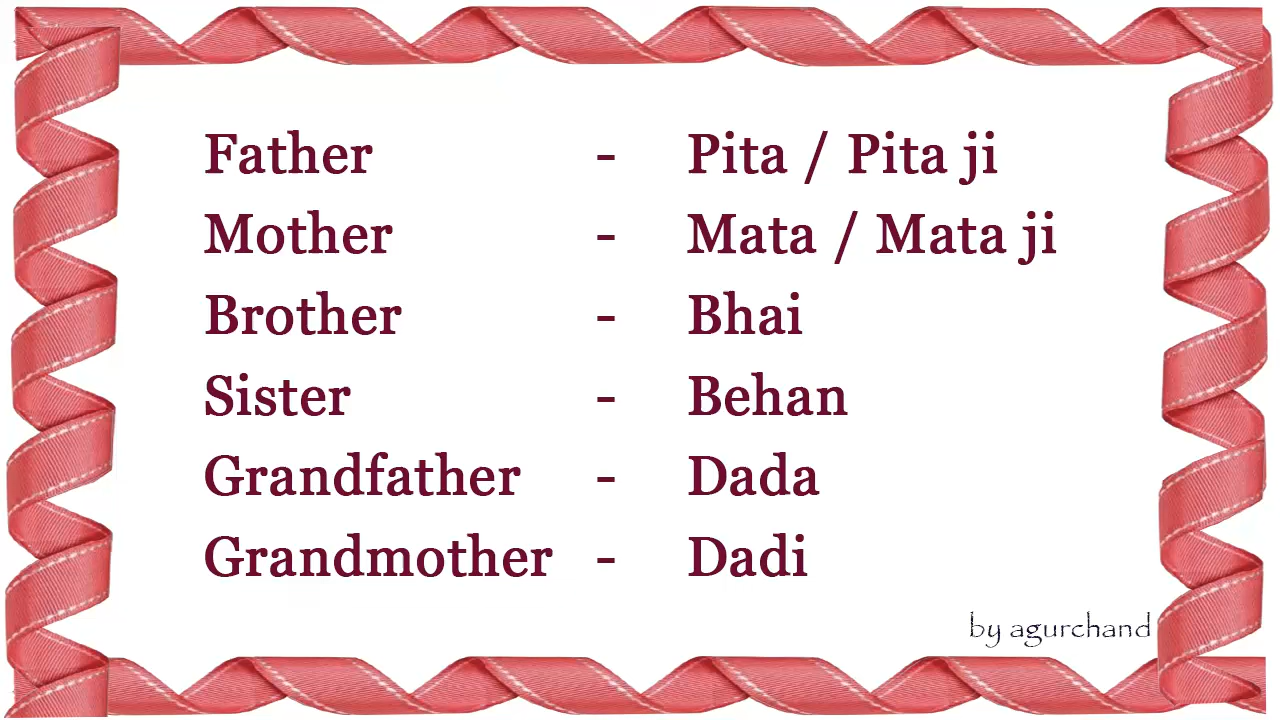 Father - Pita / Pita ji
Mother - Mata / Mata ji
Brother - Bhai
Sister - Behan
Grandfather - Dada
Grandmother - Dadi
by agurchand